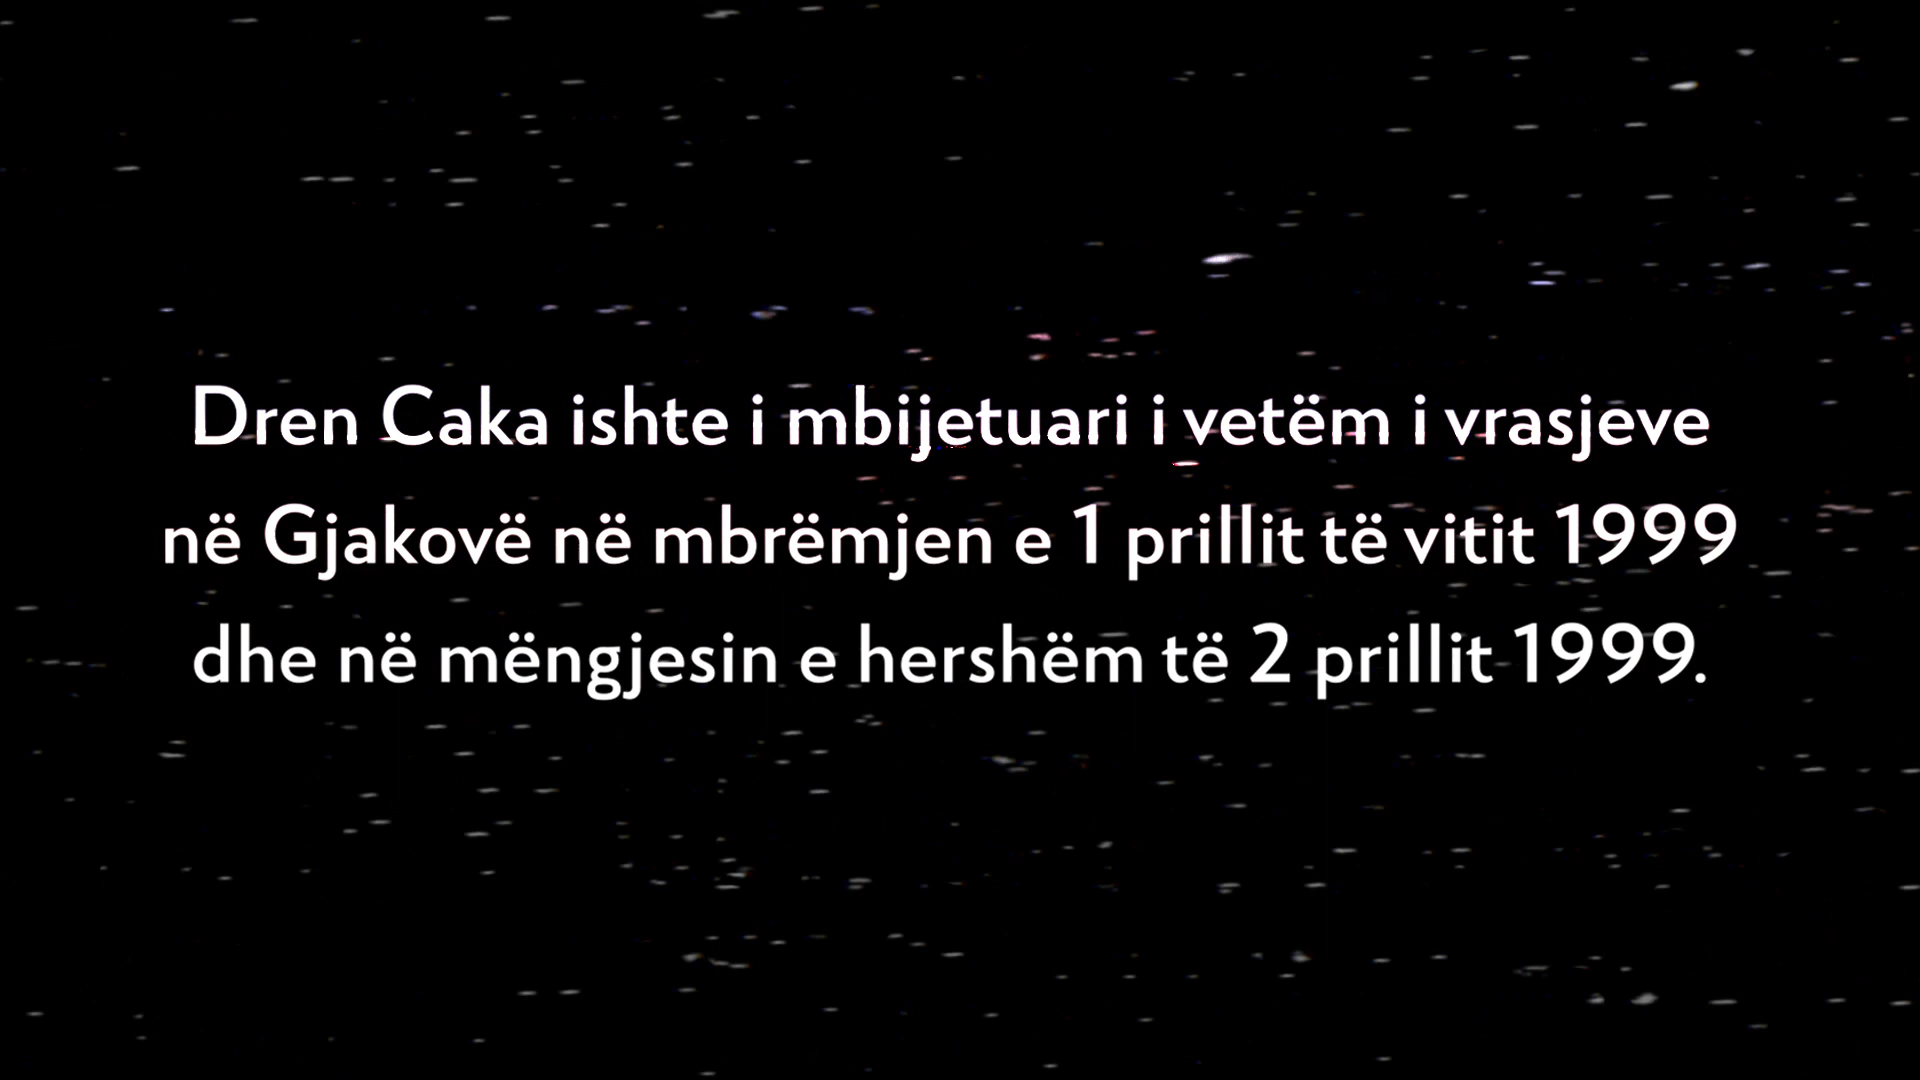 Dren Caka ishte i mbijetuari i vetëm i vrasjeve
në Gjakovë në mbrëmjen e 1 prillit të vitit 1999
dhe në mëngjesin e hershëm të 2 prillit 1999.